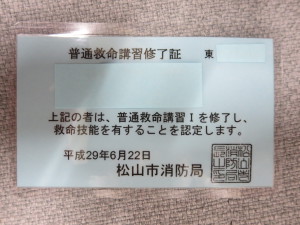 普通救命講習修了証 東
上記の者は、普通救命講習Ⅰを修了し、
救命技能を有することを認定します。
平成29年6月22日
松山市消防局